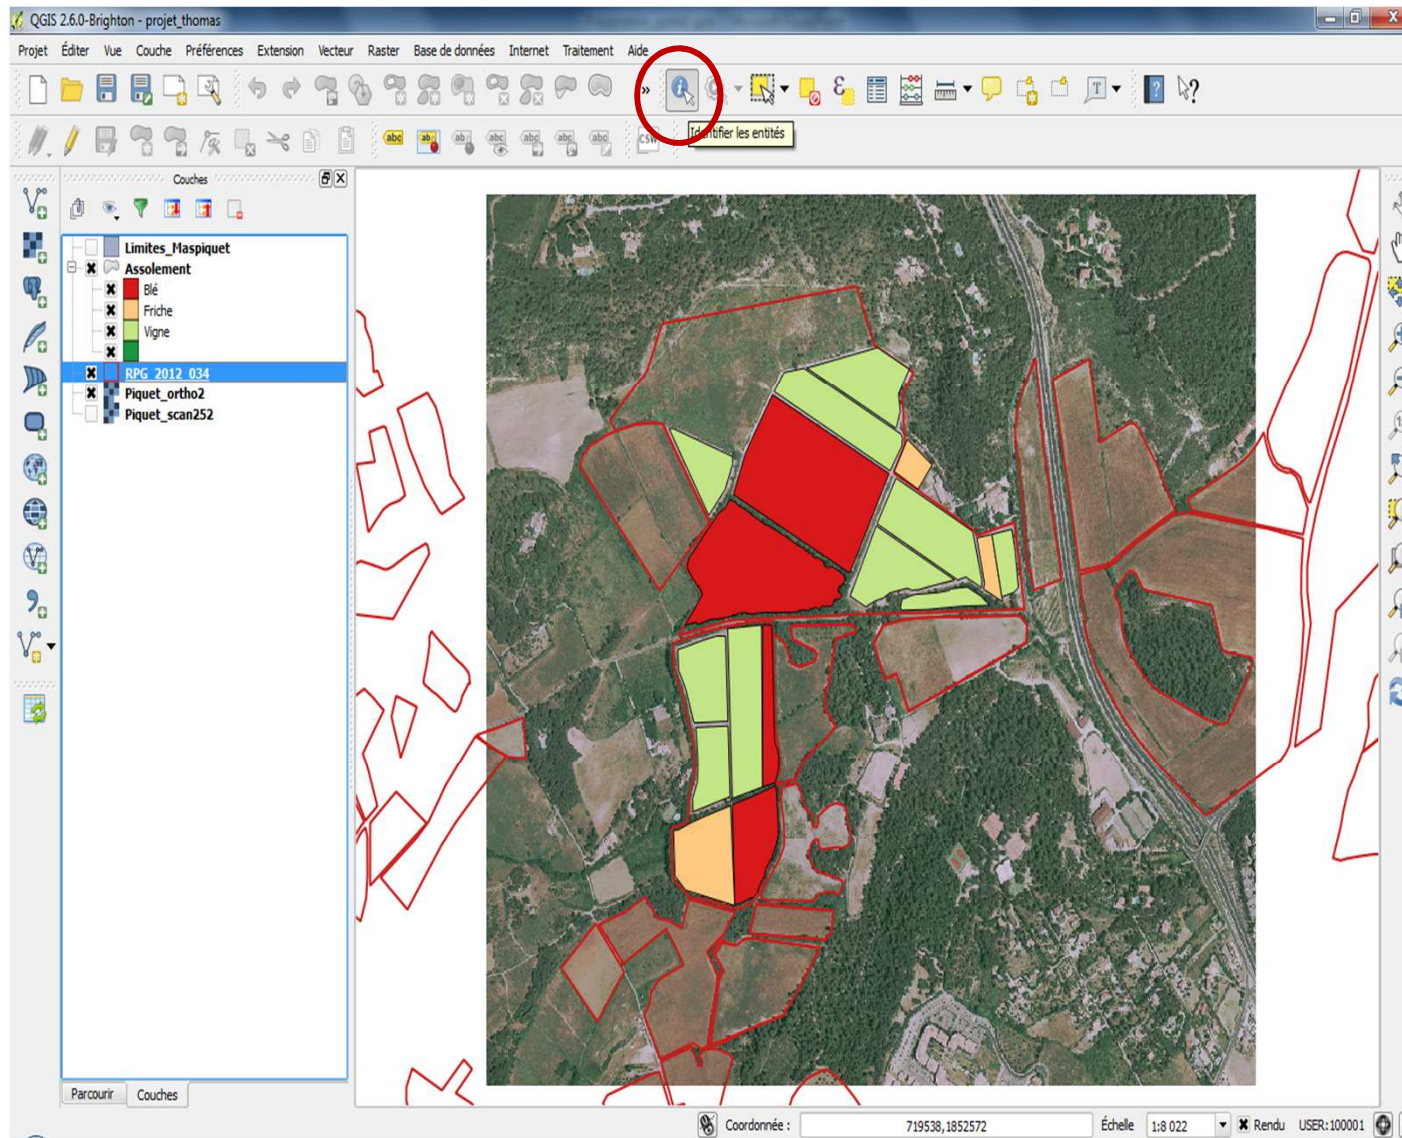 QGIS 2.6.0-Brighton - projet_thomas
Projet Éditer Vue Couche Préférences Extension Vecteur Raster Base de données Internet Traitement Aide
»
Identifier les entités
abc
CSW
Couches
Limites_Maspiquet
Assolement
Blé
Friche
Vigne
RPG_2012_034
Piquet_ortho2
Piquet_scan252
Parcourir Couches
Coordonnée : 719538,1852572 Échelle 1:8 022 Rendu USER:100001